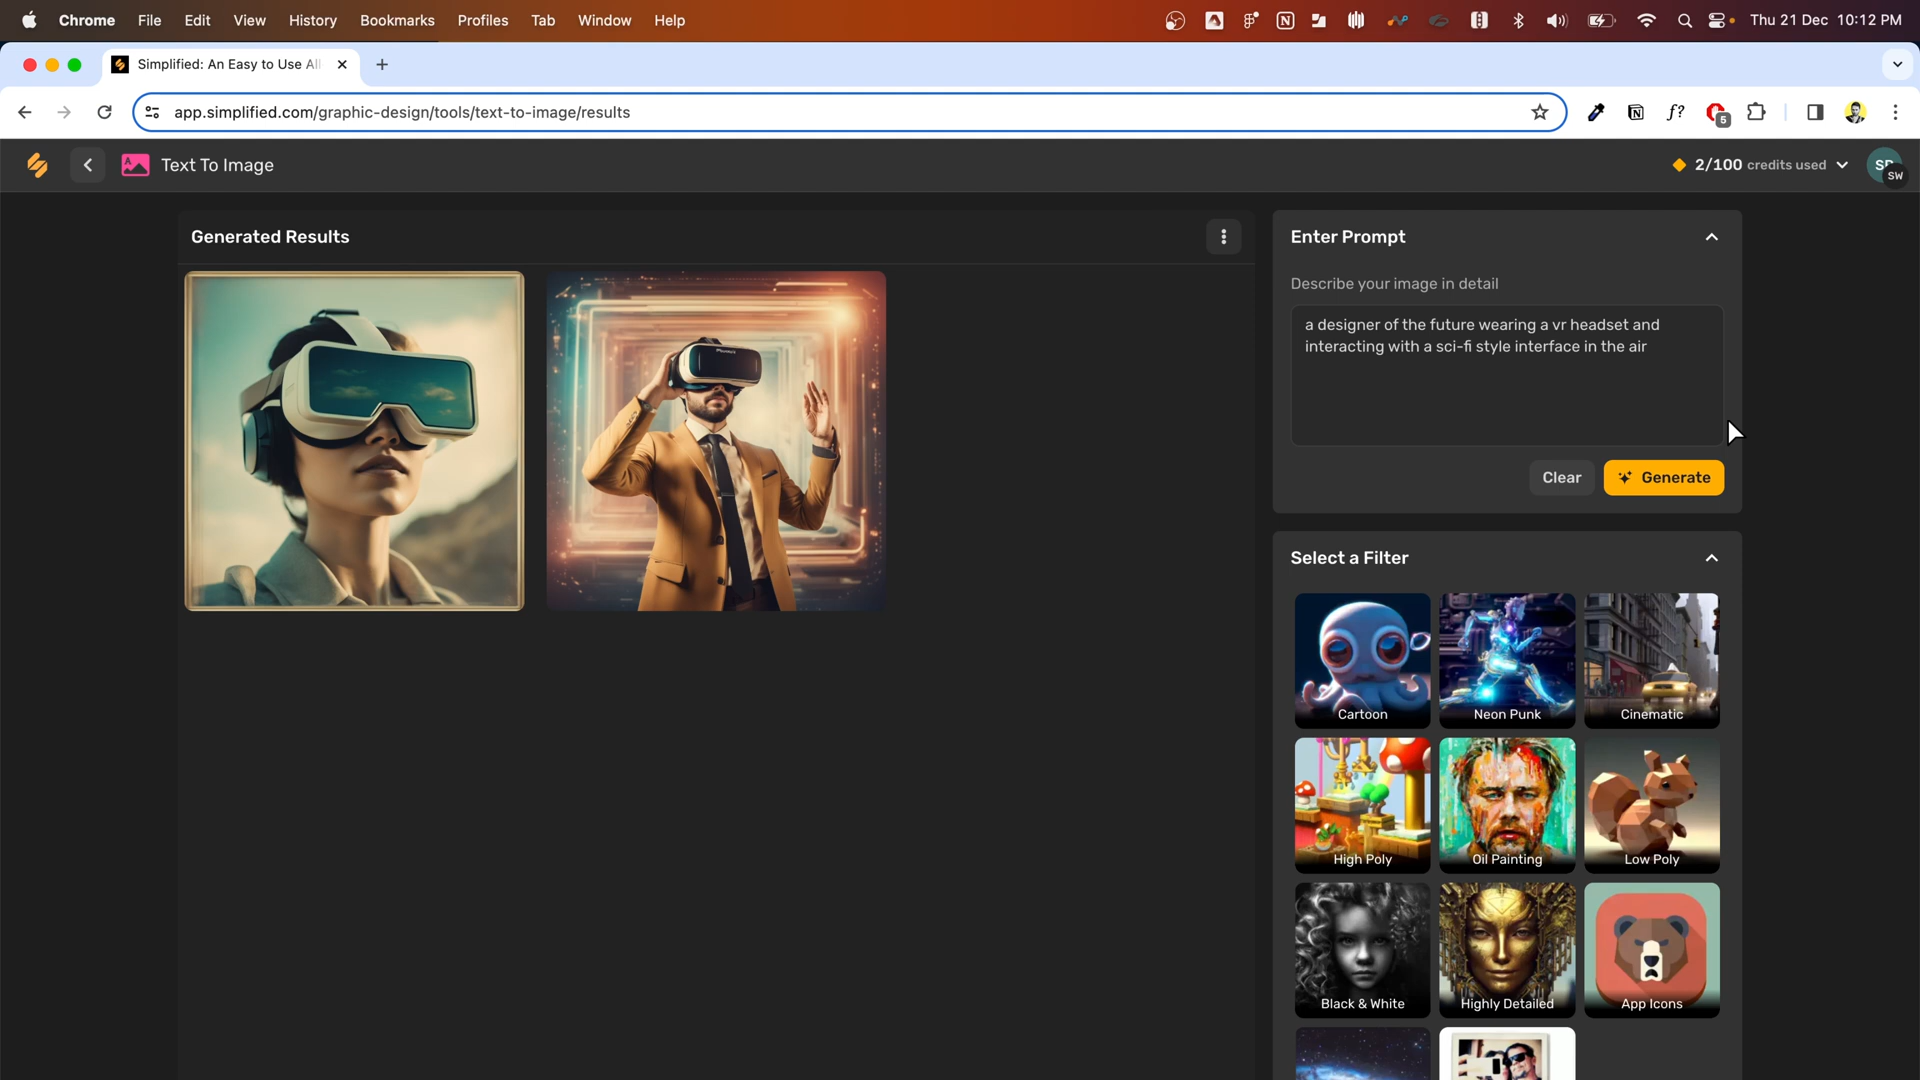 Chrome File Edit View History Bookmarks Profiles Tab Window Help
Thu 21 Dec 10:12 PM
Simplified: An Easy to Use All
app.simplified.com/graphic-design/tools/text-to-image/results
f?
5
Text To Image
2/100 credits used
SW
Generated Results
Enter Prompt
Describe your image in detail
a designer of the future wearing a vr headset and
interacting with a sci-fi style interface in the air
Clear
Generate
Select a Filter
Cartoon
Neon Punk
Cinematic
High Poly
Oil Painting
Low Poly
Black & White
Highly Detailed
App Icons